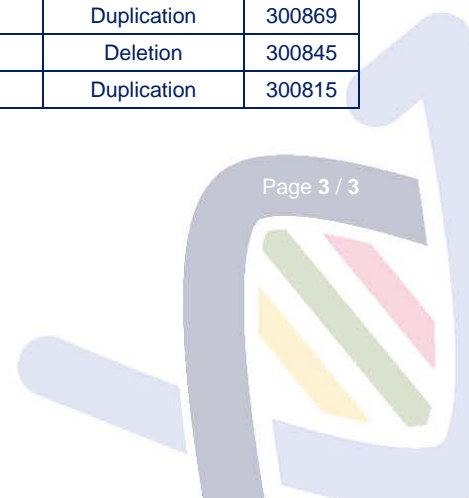 Duplication 300869
Deletion 300845
Duplication 300815
Page 3 / 3